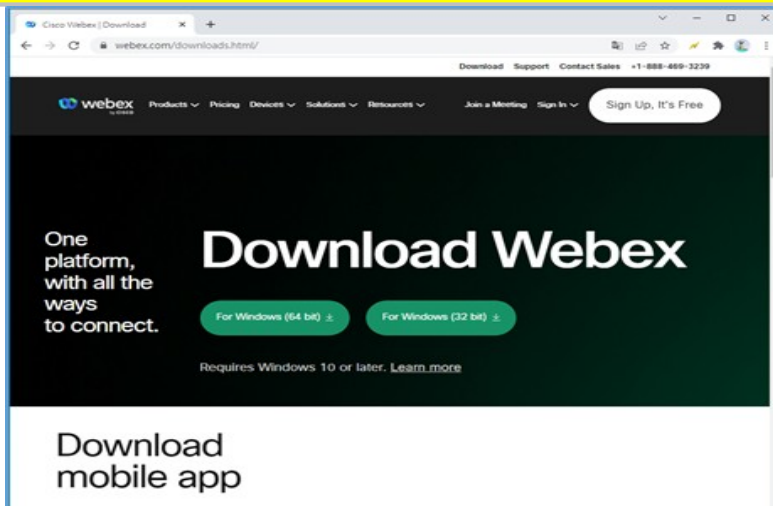 Cisco Webex | Download
webex.com/downloads.html/
Download Support Contact Sales +1-888-469-3239
webex Products Pricing Devices Solutions Resources Join a Meeting Sign In Sign Up, It's Free
by CISCO
One
platform,
with all the
ways
to connect.
Download Webex
For Windows (64 bit) For Windows (32 bit)
Requires Windows 10 or later. Learn more
Download
mobile app